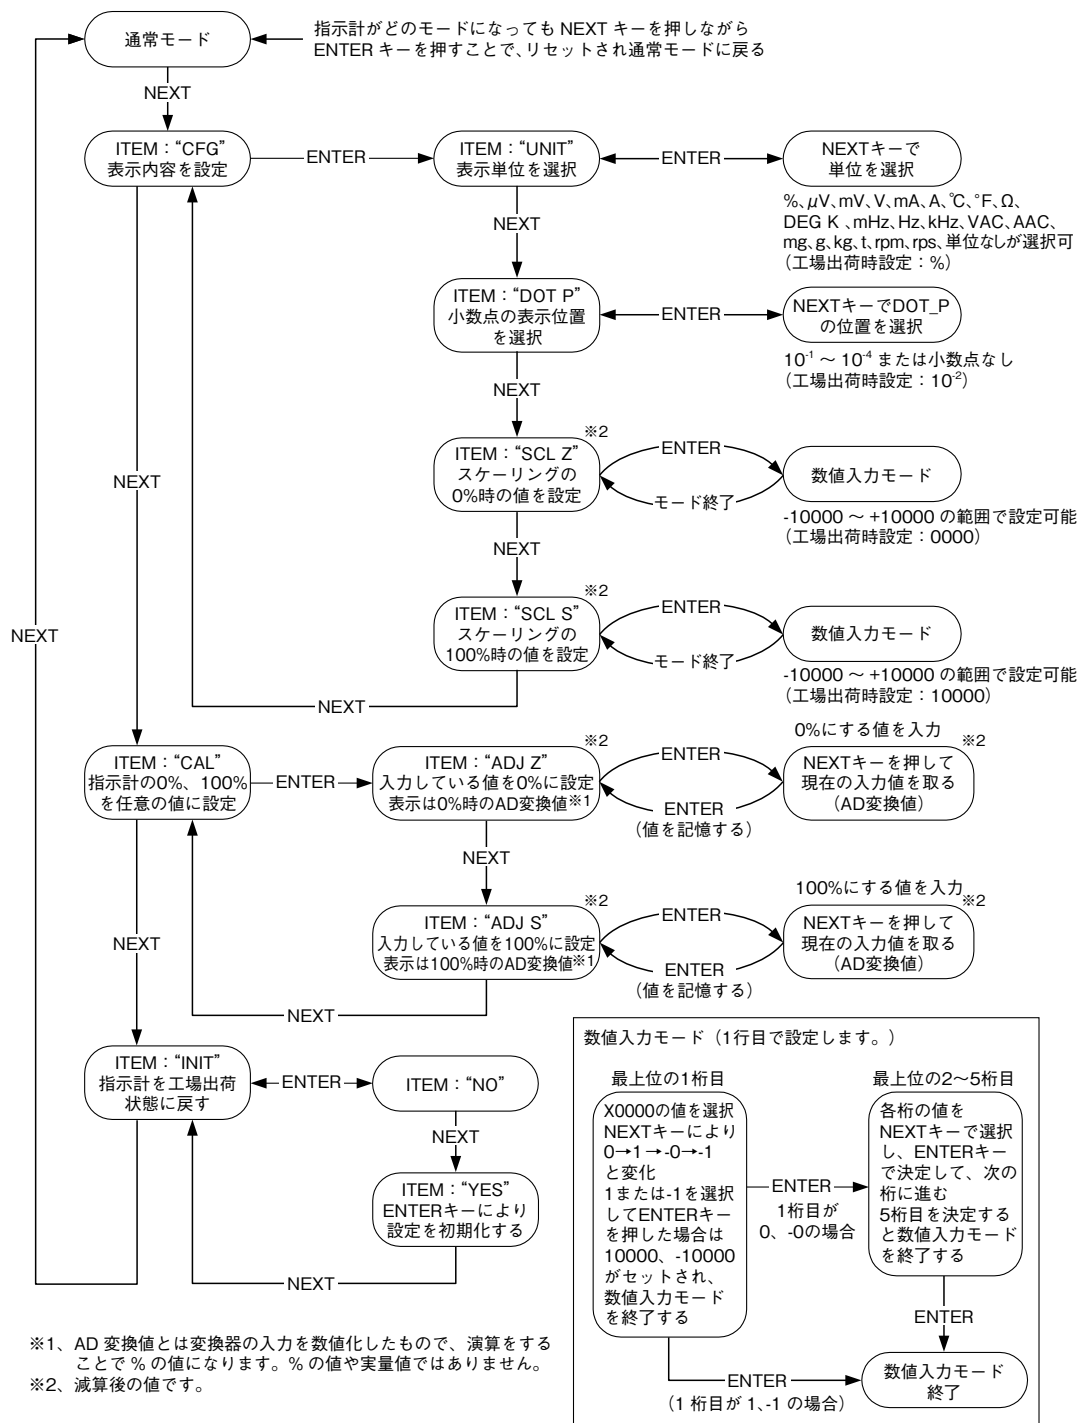 通常モード
指示計がどのモードになっても NEXT キーを押しながら
ENTER キーを押すことで、リセットされ通常モードに戻る
NEXT
ITEM：“CFG”
表示内容を設定
ENTER
ITEM：“UNIT”
表示単位を選択
ENTER
NEXTキーで
単位を選択
%、μV、mV、V、mA、A、℃、°F、Ω、
DEG K 、mHz、Hz、kHz、VAC、AAC、
mg、g、kg、t、rpm、rps、単位なしが選択可
（工場出荷時設定：%）
NEXT
ITEM：“DOT P”
小数点の表示位置
を選択
ENTER
NEXTキーでDOT_P
の位置を選択
10-1 ～ 10-4 または小数点なし
（工場出荷時設定：10-2）
NEXT
※2
ITEM：“SCL Z”
スケーリングの
0%時の値を設定
ENTER
モード終了
数値入力モード
-10000 ～ +10000 の範囲で設定可能
（工場出荷時設定：0000）
NEXT
NEXT
※2
ITEM：“SCL S”
スケーリングの
100%時の値を設定
ENTER
モード終了
数値入力モード
-10000 ～ +10000 の範囲で設定可能
（工場出荷時設定：10000）
NEXT
NEXT
ITEM：“CAL”
指示計の0%、100%
を任意の値に設定
ENTER
※2
ITEM：“ADJ Z”
入力している値を0%に設定
表示は0%時のAD変換値※1
ENTER
ENTER
（値を記憶する）
0%にする値を入力
※2
NEXTキーを押して
現在の入力値を取る
（AD変換値）
NEXT
NEXT
※2
ITEM：“ADJ S”
入力している値を100%に設定
表示は100%時のAD変換値※1
ENTER
ENTER
（値を記憶する）
100%にする値を入力
※2
NEXTキーを押して
現在の入力値を取る
（AD変換値）
NEXT
ITEM：“INIT”
指示計を工場出荷
状態に戻す
ENTER
ITEM：“NO”
NEXT
ITEM：“YES”
ENTERキーにより
設定を初期化する
NEXT
数値入力モード（1行目で設定します。）
最上位の1桁目
X0000の値を選択
NEXTキーにより
0→1→-0→-1
と変化
1または-1を選択
してENTERキー
を押した場合は
10000、-10000
がセットされ、
数値入力モード
を終了する
ENTER
1桁目が
0、-0の場合
最上位の2～5桁目
各桁の値を
NEXTキーで選択
し、ENTERキー
で決定して、次の
桁に進む
5桁目を決定する
と数値入力モード
を終了する
ENTER
ENTER
（1 桁目が 1、-1 の場合）
数値入力モード
終了
※1、AD 変換値とは変換器の入力を数値化したもので、演算をする
ことで % の値になります。% の値や実量値ではありません。
※2、減算後の値です。